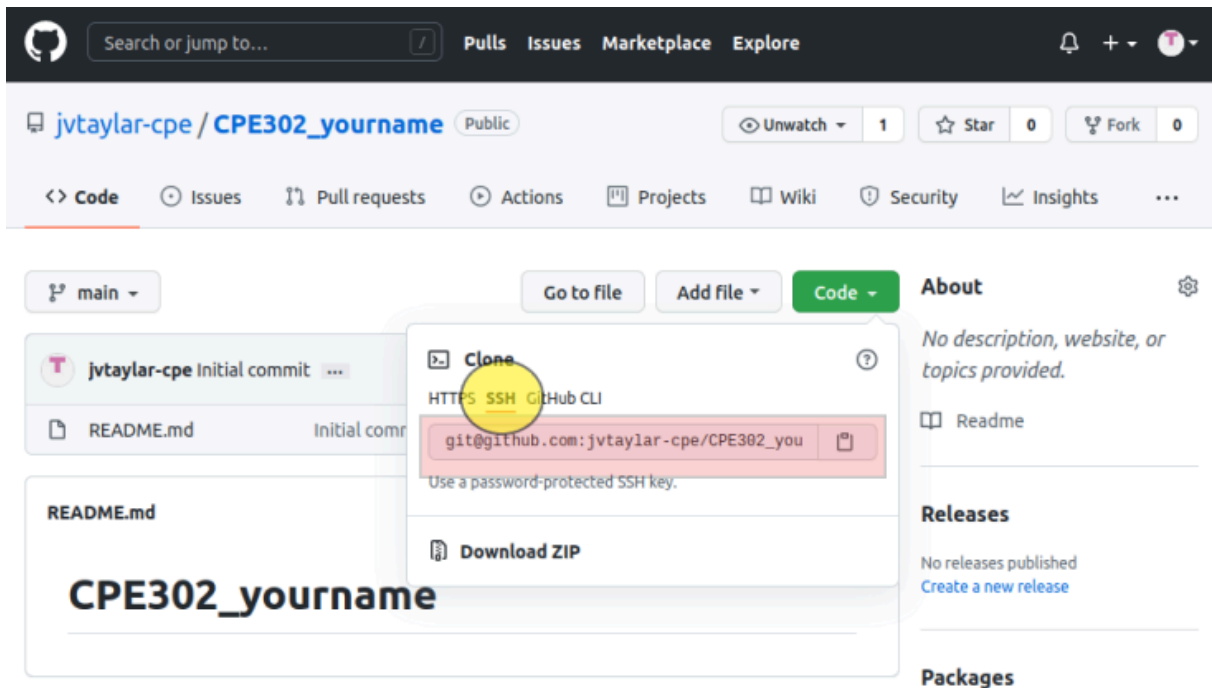 Search or jump to... / Pulls Issues Marketplace Explore
jvtaylar-cpe / CPE302_yourname Public Unwatch 1 Star 0 Fork 0
<> Code Issues Pull requests Actions Projects Wiki Security Insights ...
main Go to file Add file Code About
No description, website, or
topics provided.
Clone
T jvtaylar-cpe Initial commit ...
HTTPS SSH GitHub CLI
README.md Initial comm Readme
git@github.com:jvtaylar-cpe/CPE302_you
Use a password-protected SSH key.
README.md Releases
Download ZIP No releases published
Create a new release
CPE302_yourname
Packages